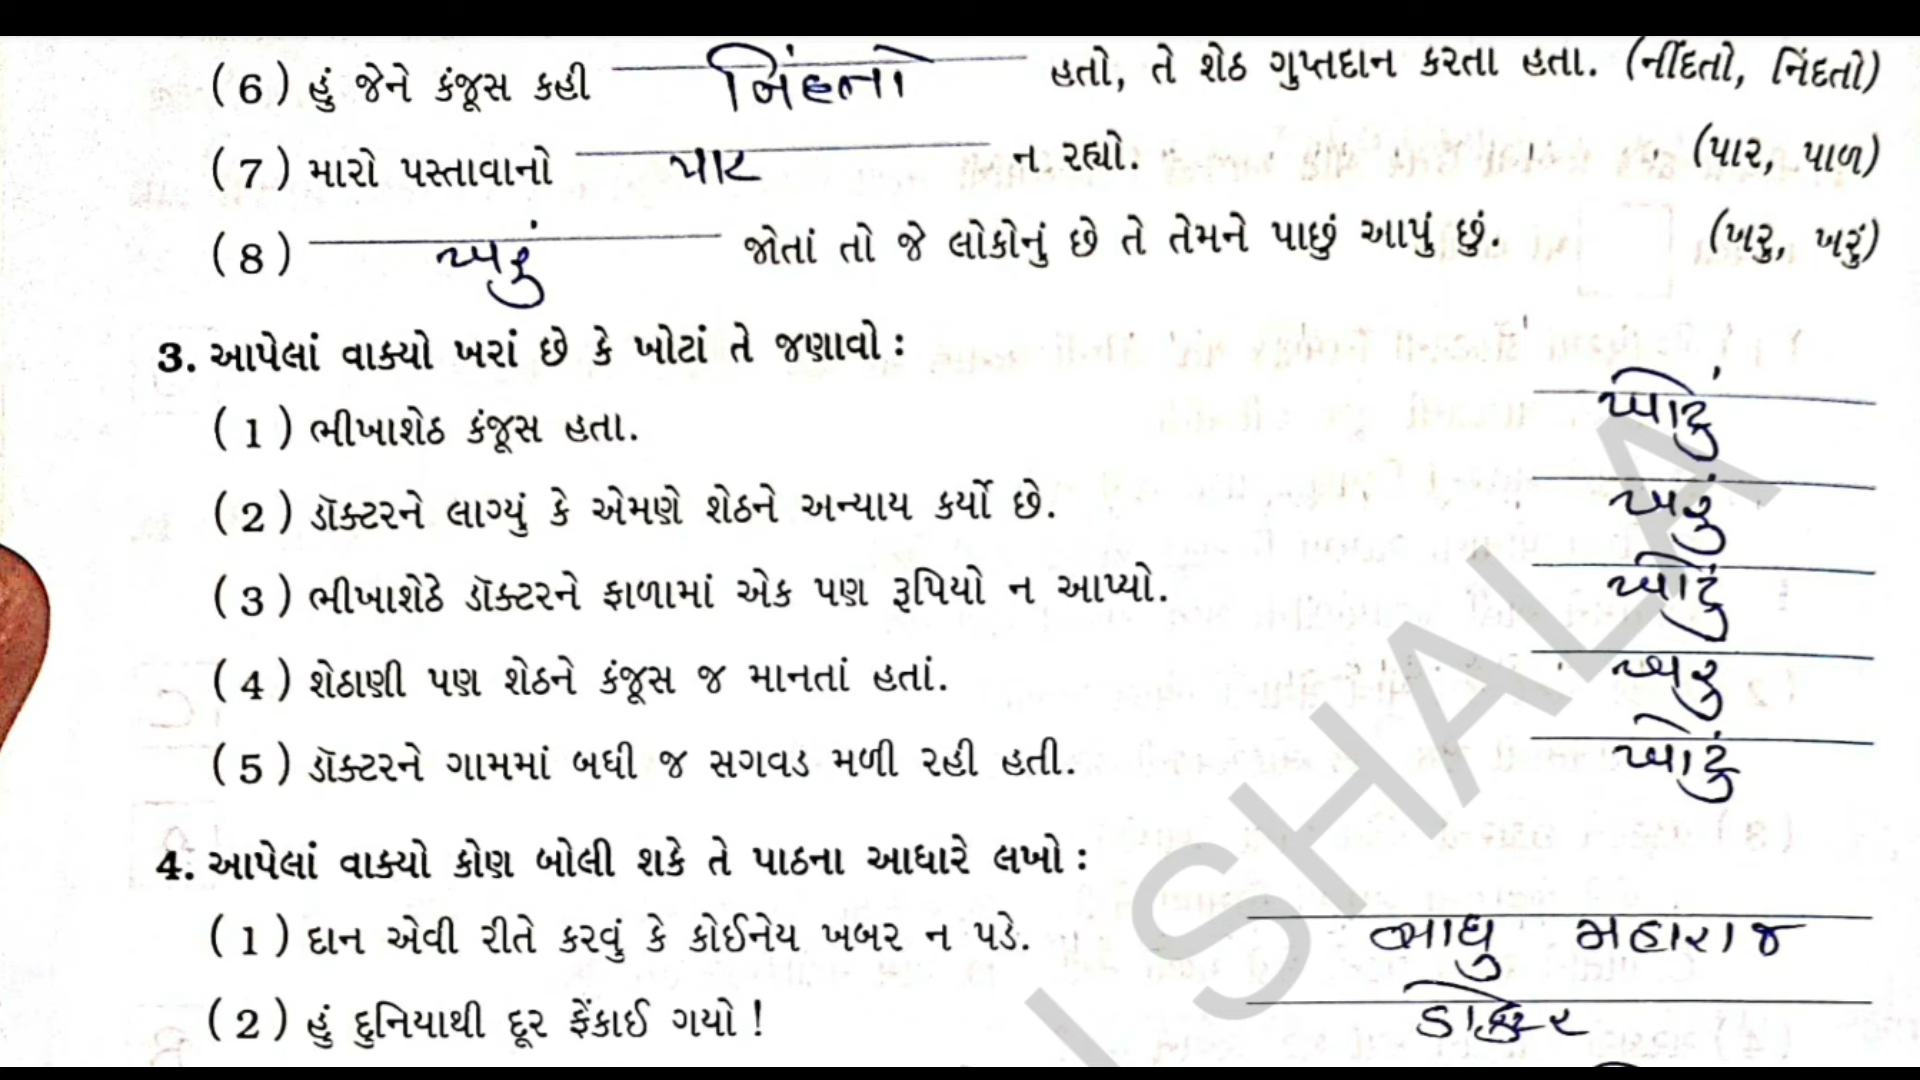 (6) હું જેને કંજૂસ કહી નિંદતો હતો, તે શેઠ ગુપ્તદાન કરતા હતા. (નીંદતો, નિંદતો)
(7) મારો પસ્તાવાનો પાર ન રહ્યો. (પાર, પાળ)
(8) ખરું જોતાં તો જે લોકોનું છે તે તેમને પાછું આપું છું. (ખરુ, ખરું)
3. આપેલાં વાક્યો ખરાં છે કે ખોટાં તે જણાવો :
(1) ભીખાશેઠ કંજૂસ હતા. ખોટું
(2) ડૉક્ટરને લાગ્યું કે એમણે શેઠને અન્યાય કર્યો છે. ખરું
(3) ભીખાશેઠે ડૉક્ટરને ફાળામાં એક પણ રૂપિયો ન આપ્યો. ખોટું
(4) શેઠાણી પણ શેઠને કંજૂસ જ માનતાં હતાં. ખરુ
(5) ડૉક્ટરને ગામમાં બધી જ સગવડ મળી રહી હતી. ખોટું
4. આપેલાં વાક્યો કોણ બોલી શકે તે પાઠના આધારે લખો :
(1) દાન એવી રીતે કરવું કે કોઈનેય ખબર ન પડે. સાધુ મહારાજ
(2) હું દુનિયાથી દૂર ફેંકાઈ ગયો ! ડૉક્ટર
SHALA